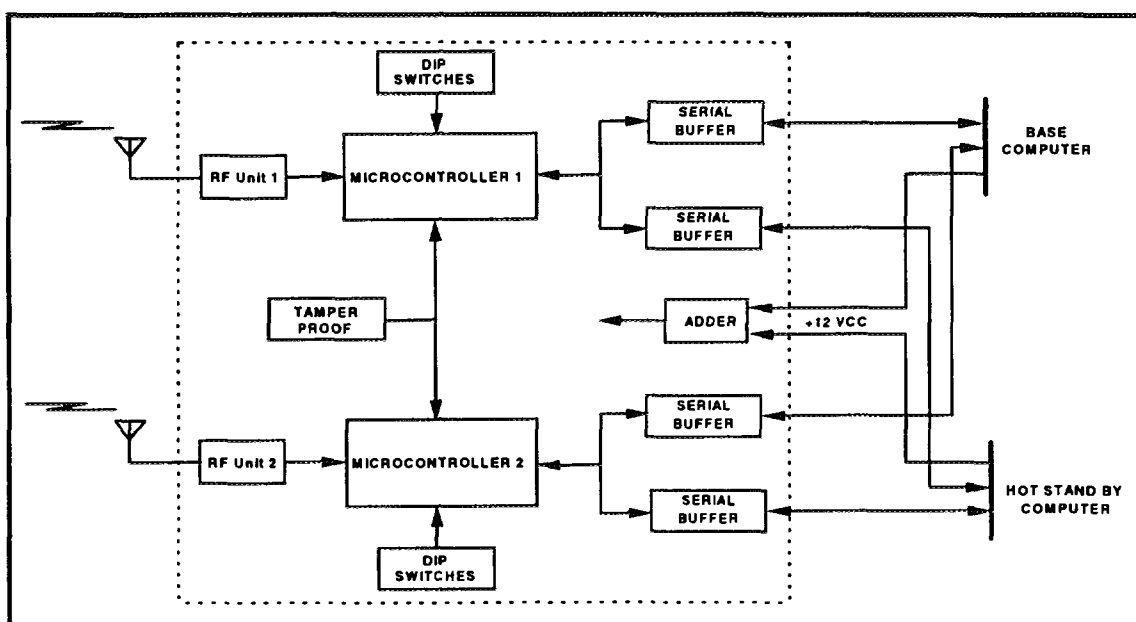 DIP
SWITCHES
SERIAL
BUFFER
BASE
COMPUTER
RF Unit 1
MICROCONTROLLER 1
SERIAL
BUFFER
TAMPER
PROOF
ADDER
+12 VCC
SERIAL
BUFFER
RF Unit 2
MICROCONTROLLER 2
SERIAL
BUFFER
HOT STAND BY
COMPUTER
DIP
SWITCHES